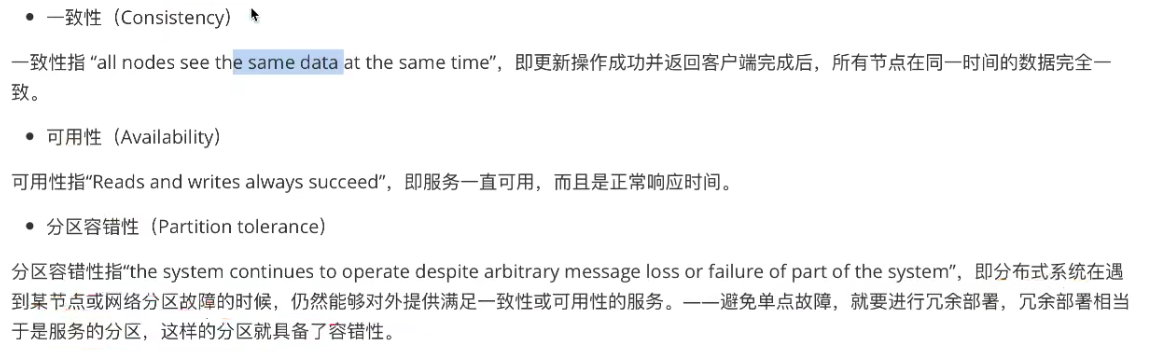 • 一致性（Consistency）
一致性指 “all nodes see the same data at the same time”，即更新操作成功并返回客户端完成后，所有节点在同一时间的数据完全一
致。
• 可用性（Availability）
可用性指“Reads and writes always succeed”，即服务一直可用，而且是正常响应时间。
• 分区容错性（Partition tolerance）
分区容错性指“the system continues to operate despite arbitrary message loss or failure of part of the system”，即分布式系统在遇
到某节点或网络分区故障的时候，仍然能够对外提供满足一致性或可用性的服务。——避免单点故障，就要进行冗余部署，冗余部署相当
于是服务的分区，这样的分区就具备了容错性。